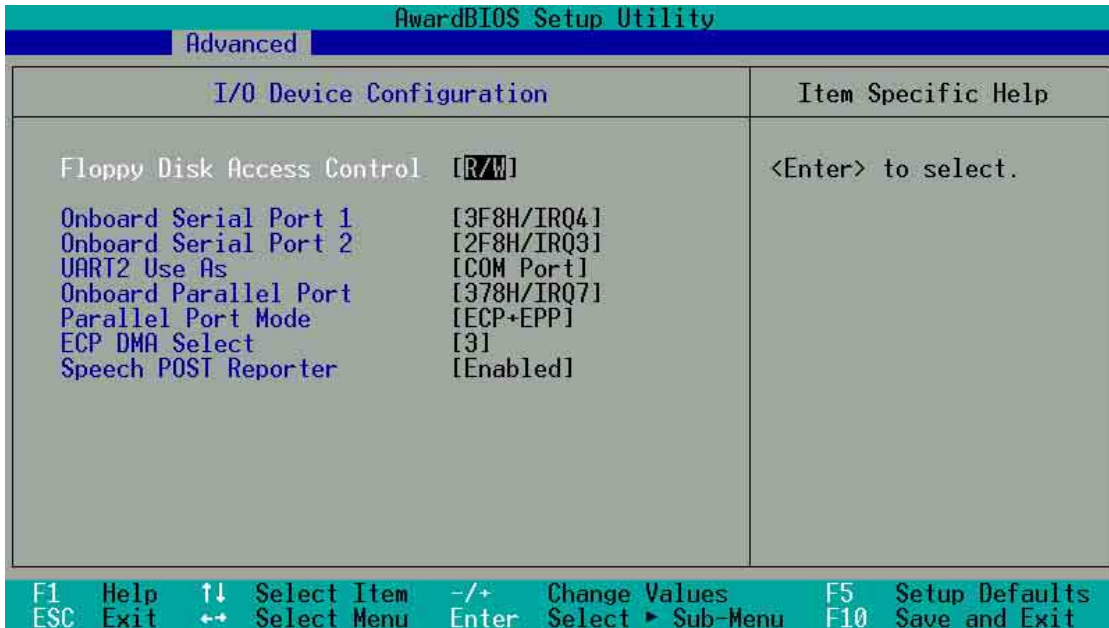 AwardBIOS Setup Utility
Advanced
I/O Device Configuration
Item Specific Help
Floppy Disk Access Control [R/W]
<Enter> to select.
Onboard Serial Port 1 [3F8H/IRQ4]
Onboard Serial Port 2 [2F8H/IRQ3]
UART2 Use As [COM Port]
Onboard Parallel Port [378H/IRQ7]
Parallel Port Mode [ECP+EPP]
ECP DMA Select [3]
Speech POST Reporter [Enabled]
F1 Help ↑↓ Select Item -/+ Change Values F5 Setup Defaults
ESC Exit ←→ Select Menu Enter Select ► Sub-Menu F10 Save and Exit